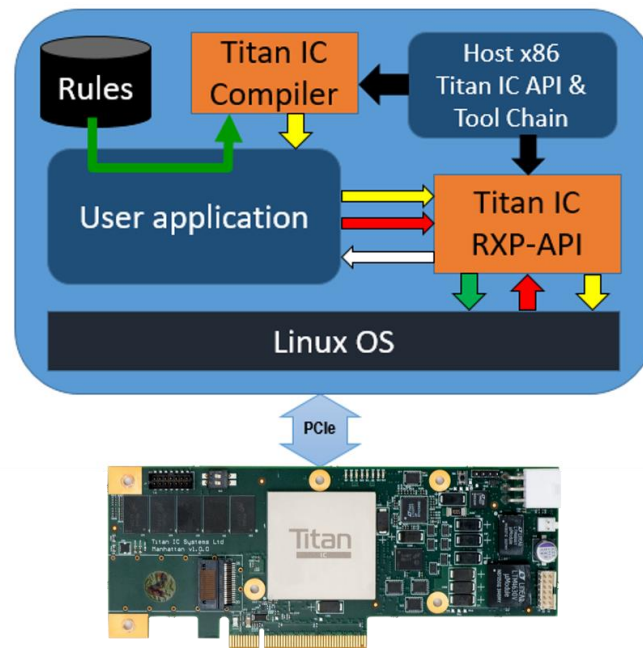 Rules
Titan IC
Compiler
Host x86
Titan IC API &
Tool Chain
User application
Titan IC
RXP-API
Linux OS
PCIe
Titan IC Systems Ltd
Manhattan v1.0.0
Titan
IC